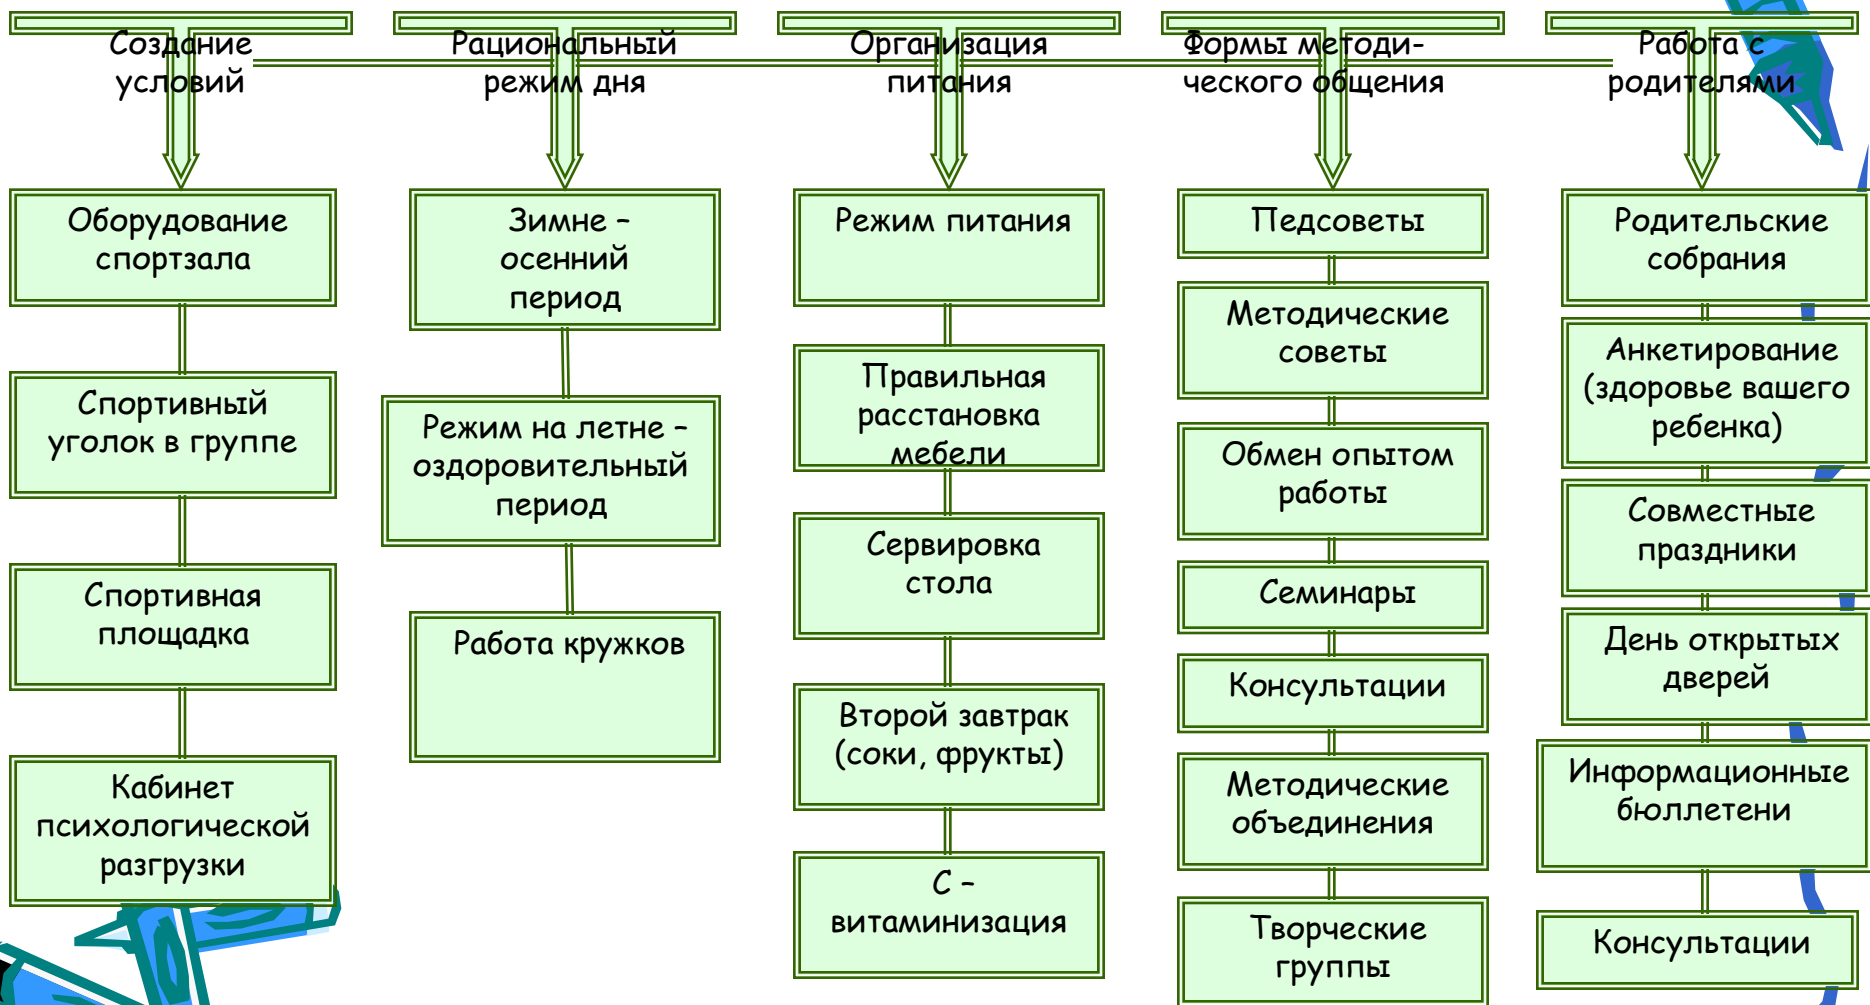 Создание
условий
Рациональный
режим дня
Организация
питания
Формы методи-
ческого общения
Работа с
родителями
Оборудование
спортзала
Спортивный
уголок в группе
Спортивная
площадка
Кабинет
психологической
разгрузки
Зимне –
осенний
период
Режим на летне –
оздоровительный
период
Работа кружков
Режим питания
Правильная
расстановка
мебели
Сервировка
стола
Второй завтрак
(соки, фрукты)
С –
витаминизация
Педсоветы
Методические
советы
Обмен опытом
работы
Семинары
Консультации
Методические
объединения
Творческие
группы
Родительские
собрания
Анкетирование
(здоровье вашего
ребенка)
Совместные
праздники
День открытых
дверей
Информационные
бюллетени
Консультации